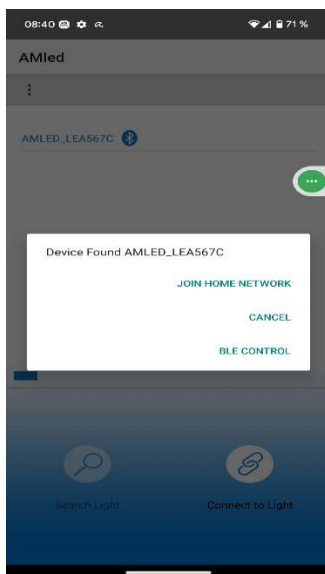 08:40 71 %
AMled
AMLED_LEA567C
Device Found AMLED_LEA567C
JOIN HOME NETWORK
CANCEL
BLE CONTROL
Search Light
Connect to Light